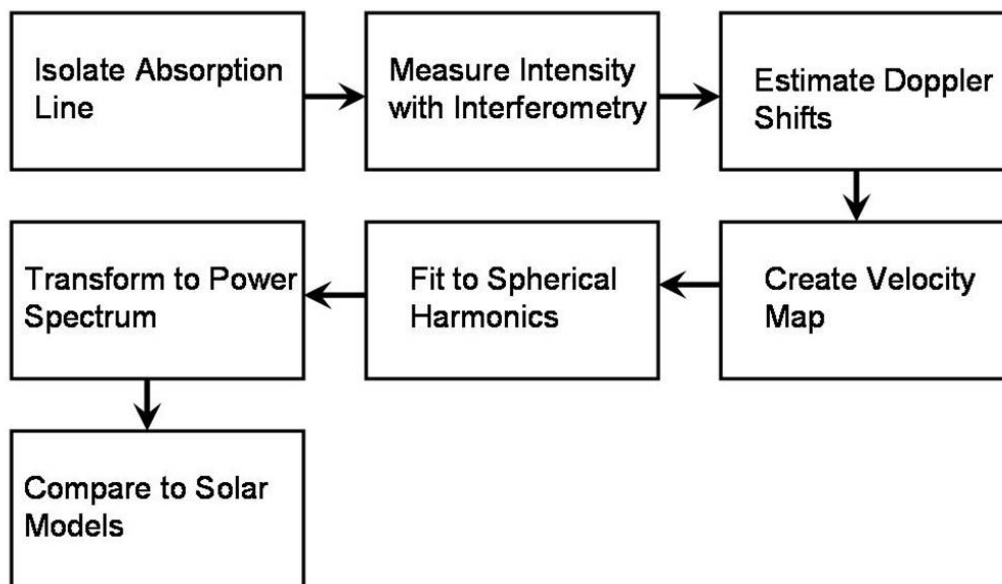 Isolate Absorption
Line
Measure Intensity
with Interferometry
Estimate Doppler
Shifts
Create Velocity
Map
Fit to Spherical
Harmonics
Transform to Power
Spectrum
Compare to Solar
Models